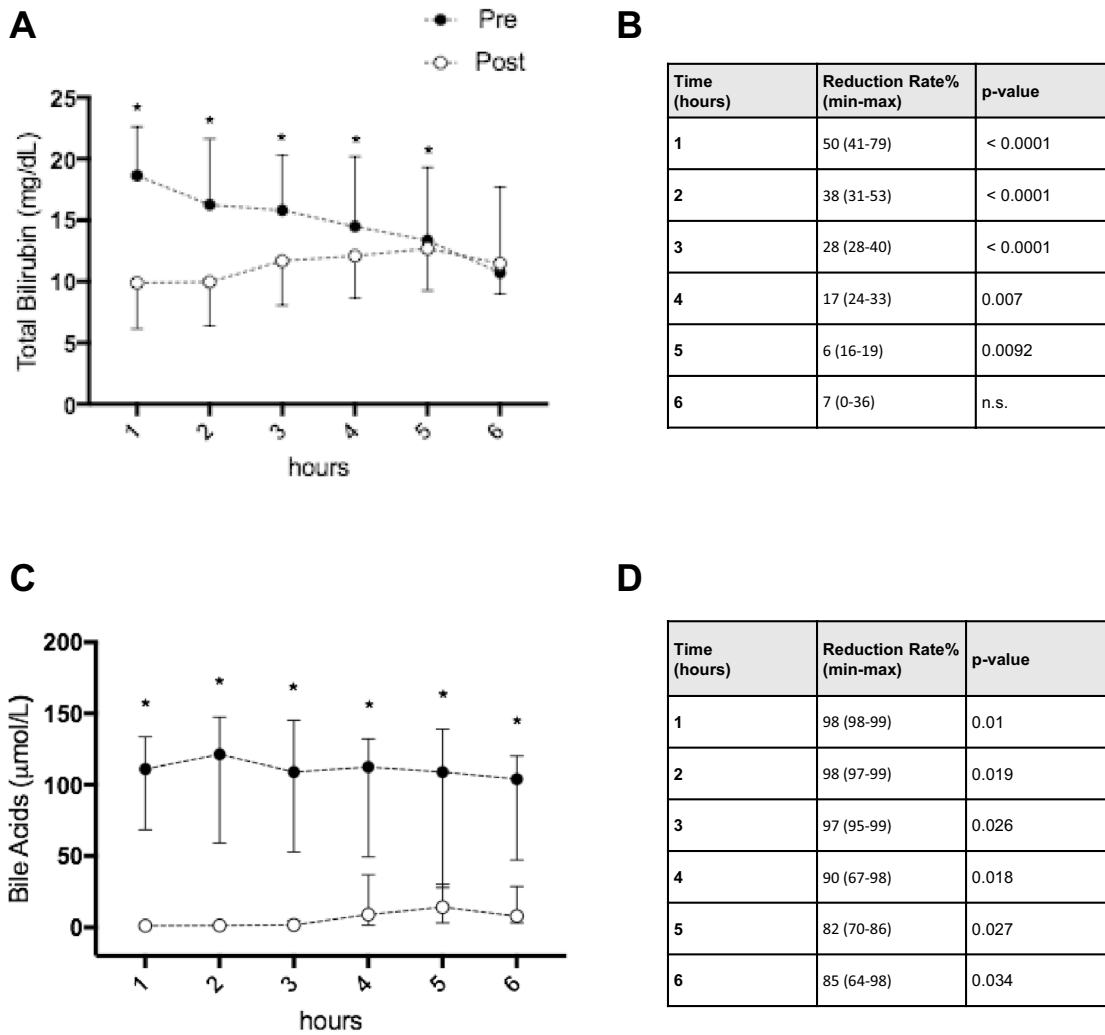 A
Pre
Post
Total Bilirubin (mg/dL)
25
20
15
10
5
0
* * * * *
1 2 3 4 5 6
hours
B
Time (hours) Reduction Rate% (min-max) p-value
1 50 (41-79) < 0.0001
2 38 (31-53) < 0.0001
3 28 (28-40) < 0.0001
4 17 (24-33) 0.007
5 6 (16-19) 0.0092
6 7 (0-36) n.s.
C
Bile Acids (μmol/L)
200
150
100
50
0
* * * * * *
1 2 3 4 5 6
hours
D
Time (hours) Reduction Rate% (min-max) p-value
1 98 (98-99) 0.01
2 98 (97-99) 0.019
3 97 (95-99) 0.026
4 90 (67-98) 0.018
5 82 (70-86) 0.027
6 85 (64-98) 0.034